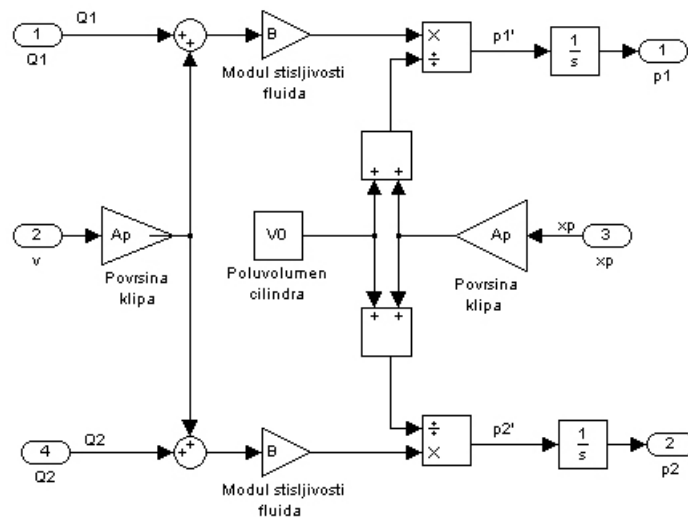 Q1
1
Q1
+
+
B
Modul stisljivosti
fluida
×
÷
p1'
1
s
1
p1
+ +
2
v
Ap
Povrsina
klipa
V0
Poluvolumen
cilindra
Ap
Povrsina
klipa
xp
3
xp
+ +
4
Q2
Q2
+
+
B
Modul stisljivosti
fluida
÷
×
p2'
1
s
2
p2